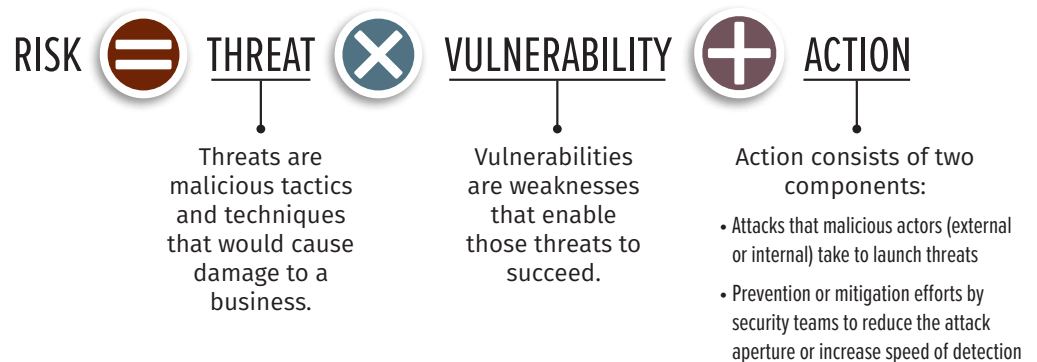 RISK = THREAT × VULNERABILITY + ACTION
Threats are
malicious tactics
and techniques
that would cause
damage to a
business.
Vulnerabilities
are weaknesses
that enable
those threats to
succeed.
Action consists of two
components:
• Attacks that malicious actors (external
or internal) take to launch threats
• Prevention or mitigation efforts by
security teams to reduce the attack
aperture or increase speed of detection